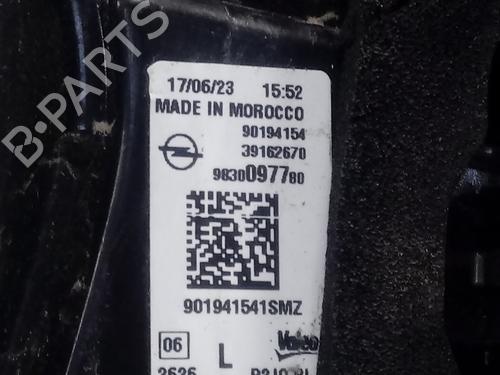 B-PARTS
17/06/23 15:52
MADE IN MOROCCO
90194154
39162670
9830097780
901941541SMZ
06
L
Valeo